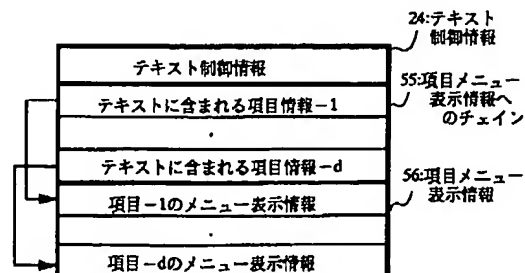 24:テキスト
制御情報
テキスト制御情報
テキストに含まれる項目情報-1
55:項目メニュー
表示情報へ
のチェイン
・
テキストに含まれる項目情報-d
56:項目メニュー
表示情報
項目-1のメニュー表示情報
・
項目-dのメニュー表示情報